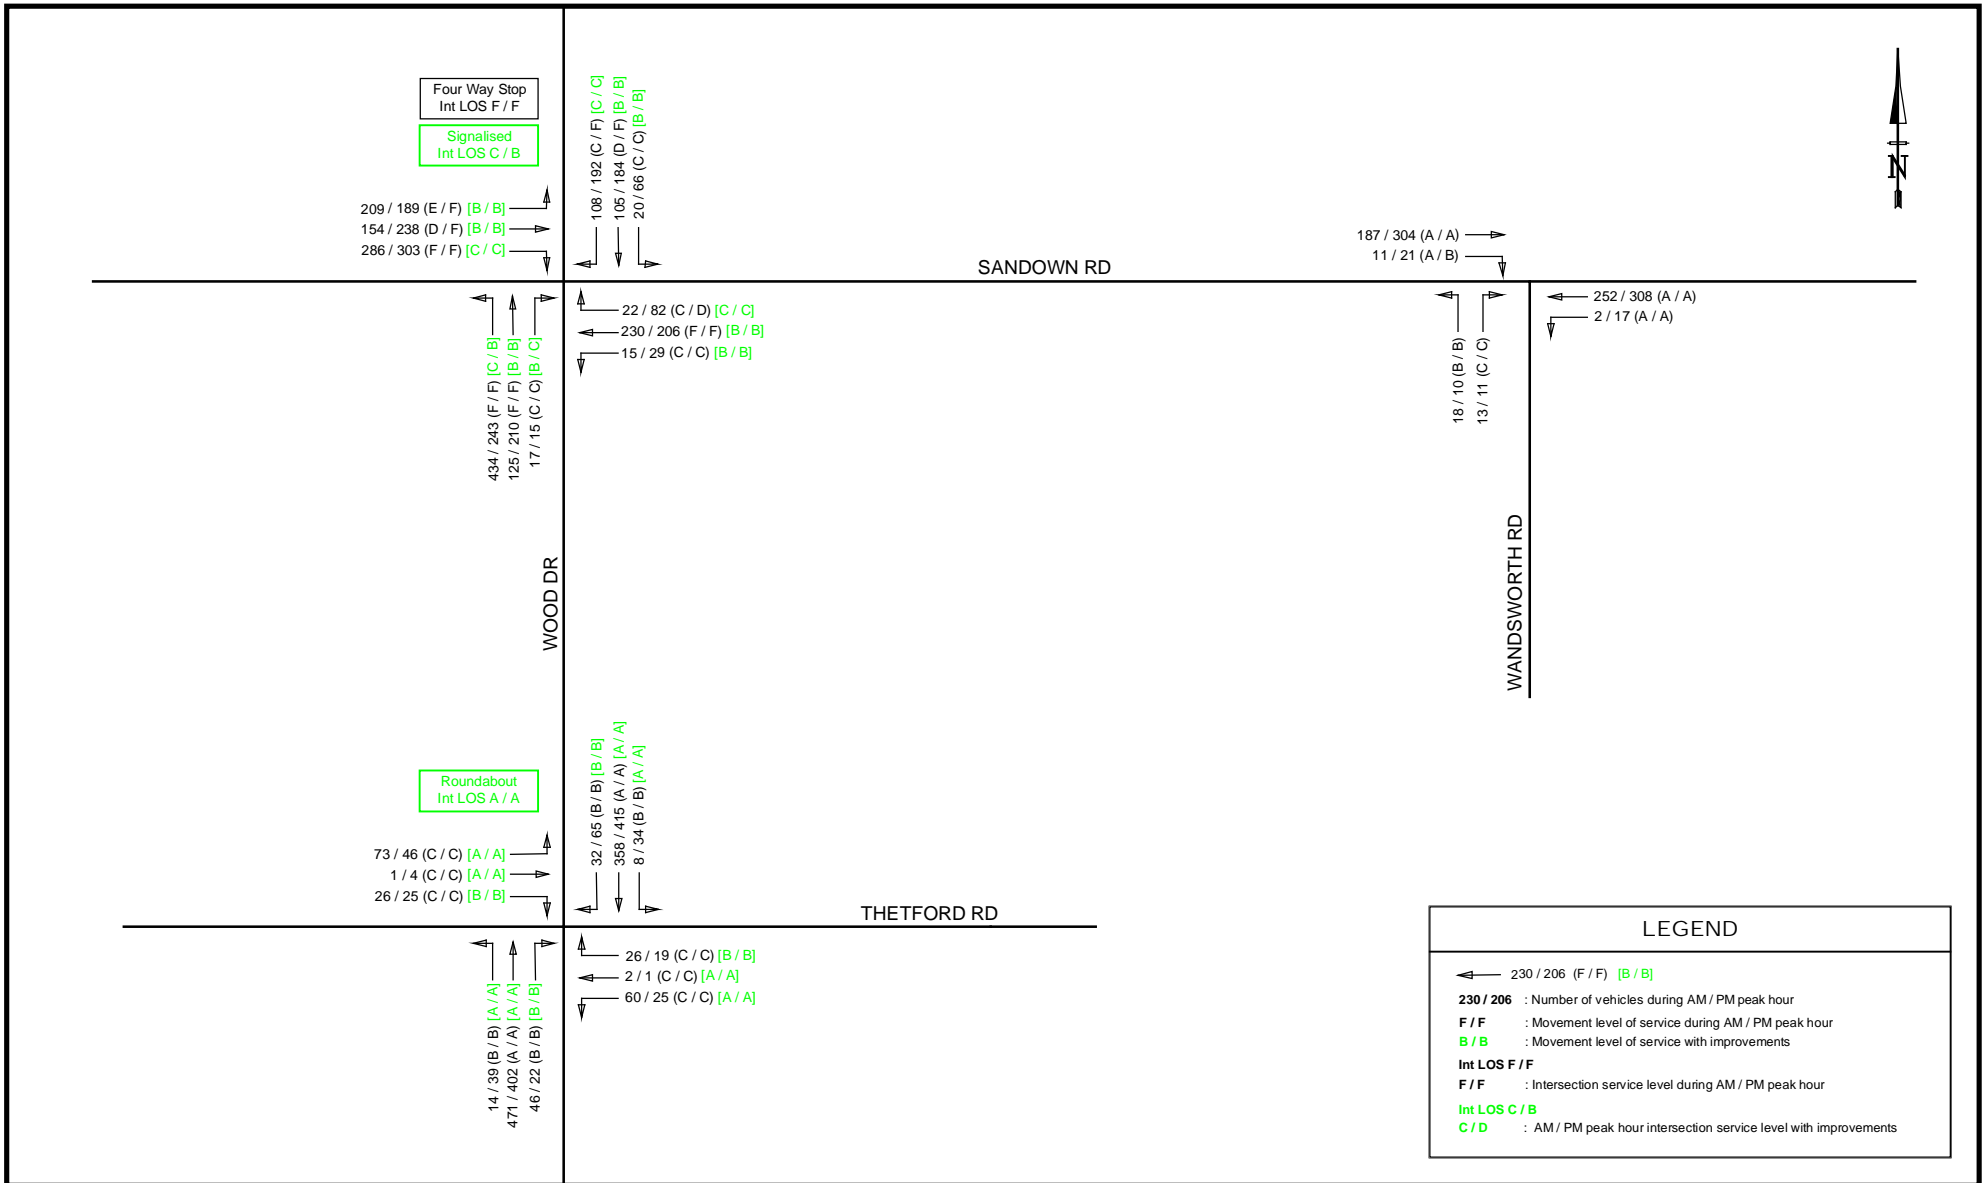 Four Way Stop
Int LOS F / F
Signalised
Int LOS C / B
108 / 192 (C / F) [C / C]
105 / 184 (D / F) [B / B]
20 / 66 (C / C) [B / B]
N
209 / 189 (E / F) [B / B]
154 / 238 (D / F) [B / B]
286 / 303 (F / F) [C / C]
SANDOWN RD
187 / 304 (A / A)
11 / 21 (A / B)
22 / 82 (C / D) [C / C]
230 / 206 (F / F) [B / B]
15 / 29 (C / C) [B / B]
252 / 308 (A / A)
2 / 17 (A / A)
434 / 243 (F / F) [C / B]
125 / 210 (F / F) [B / B]
17 / 15 (C / C) [B / C]
18 / 10 (B / B)
13 / 11 (C / C)
WOOD DR
WANDSWORTH RD
Roundabout
Int LOS A / A
32 / 65 (B / B) [B / B]
358 / 415 (A / A) [A / A]
8 / 34 (B / B) [A / A]
73 / 46 (C / C) [A / A]
1 / 4 (C / C) [A / A]
26 / 25 (C / C) [B / B]
THETFORD RD
26 / 19 (C / C) [B / B]
2 / 1 (C / C) [A / A]
60 / 25 (C / C) [A / A]
14 / 39 (B / B) [A / A]
471 / 402 (A / A) [A / A]
46 / 22 (B / B) [B / B]
LEGEND
230 / 206 (F / F) [B / B]
230 / 206 : Number of vehicles during AM / PM peak hour
F / F : Movement level of service during AM / PM peak hour
B / B : Movement level of service with improvements
Int LOS F / F
F / F : Intersection service level during AM / PM peak hour
Int LOS C / B
C / D : AM / PM peak hour intersection service level with improvements